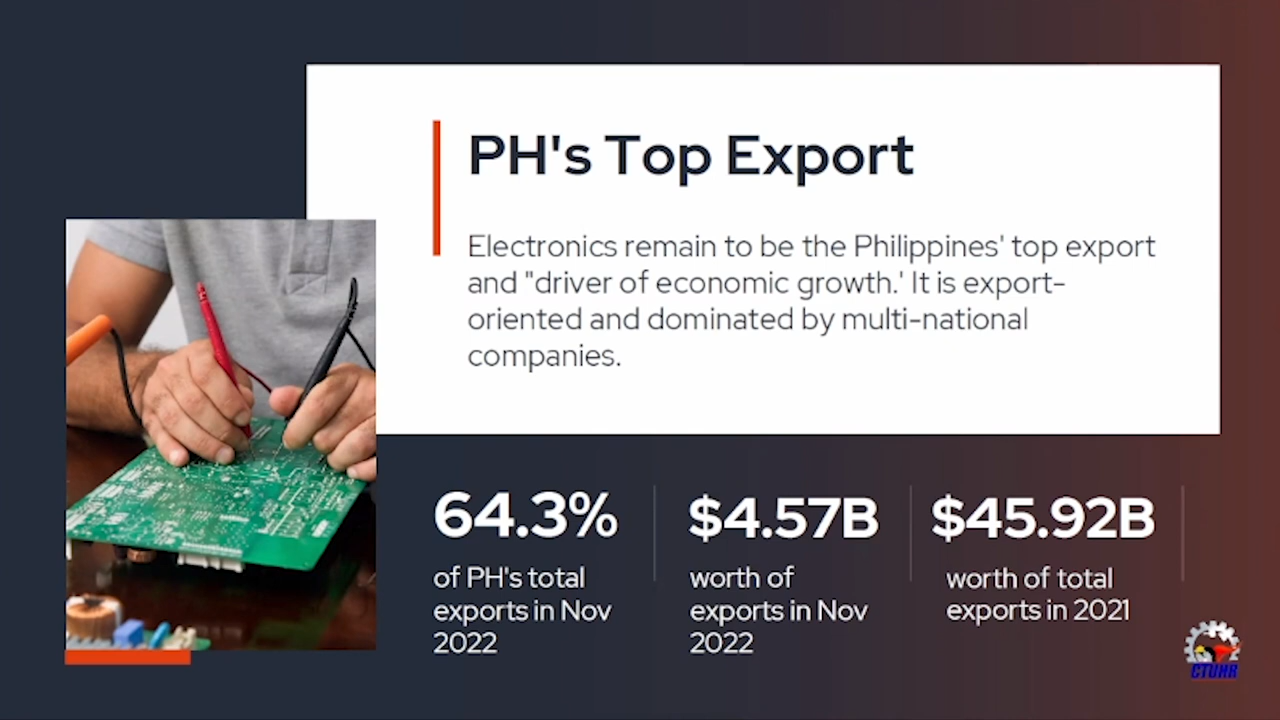 PH's Top Export
Electronics remain to be the Philippines' top export
and "driver of economic growth.' It is export-
oriented and dominated by multi-national
companies.
64.3%
of PH's total
exports in Nov
2022
$4.57B
worth of
exports in Nov
2022
$45.92B
worth of total
exports in 2021
CTUHR